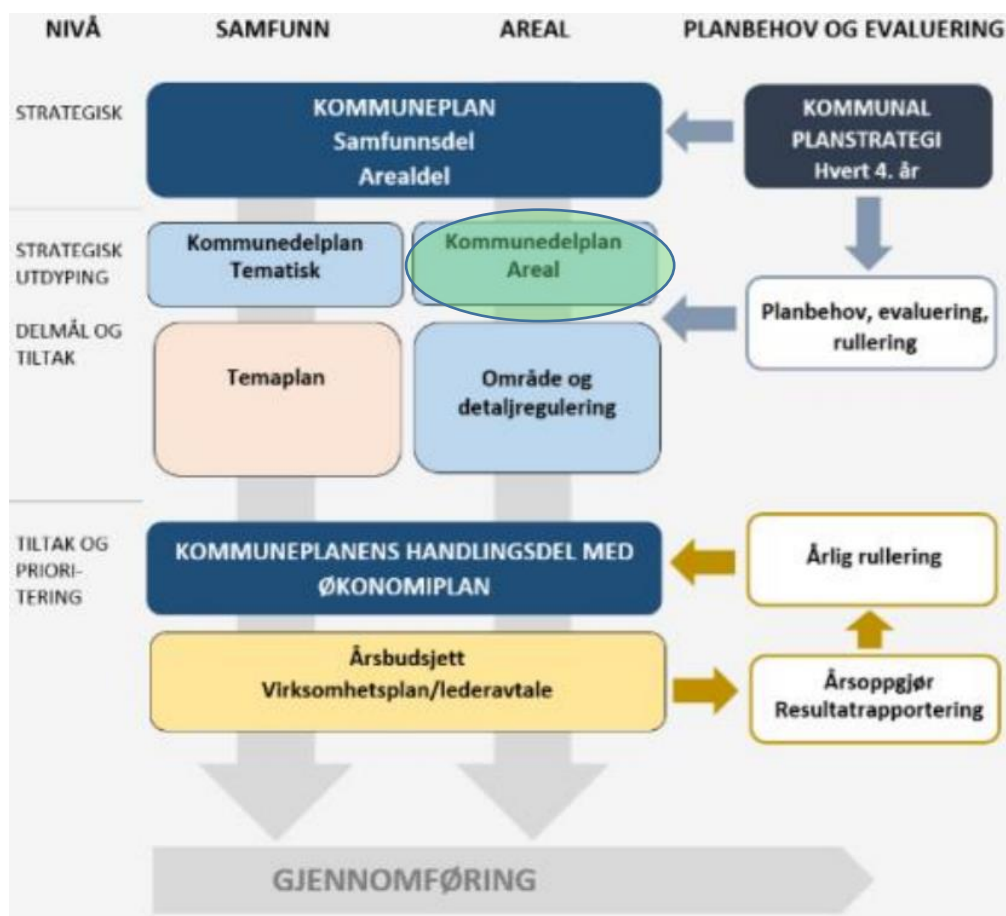 NIVÅ SAMFUNN AREAL PLANBEHOV OG EVALUERING
STRATEGISK
KOMMUNEPLAN
Samfunnsdel
Arealdel
KOMMUNAL
PLANSTRATEGI
Hvert 4. år
STRATEGISK
UTDYPING
Kommunedelplan
Tematisk
Kommunedelplan
Areal
Planbehov, evaluering,
rullering
DELMÅL OG
TILTAK
Temaplan
Område og
detaljregulering
TILTAK OG
PRIORI-
TERING
KOMMUNEPLANENS HANDLINGSDEL MED
ØKONOMIPLAN
Årlig rullering
Årsbudsjett
Virksomhetsplan/lederavtale
Årsoppgjør
Resultatrapportering
GJENNOMFØRING